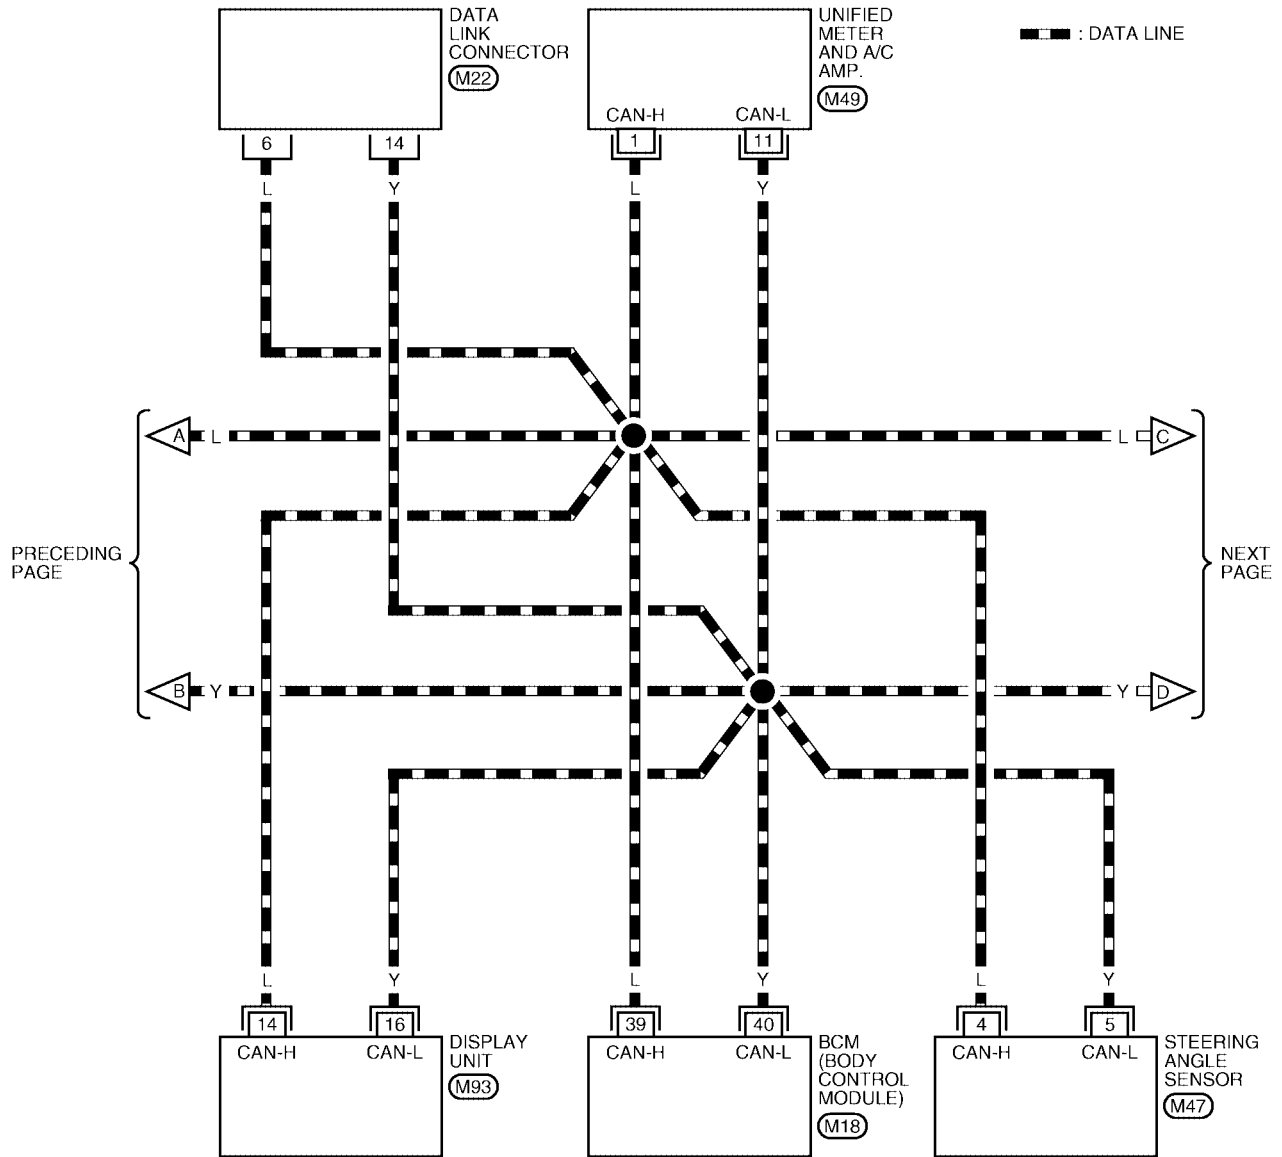 DATA
LINK
CONNECTOR
M22
UNIFIED
METER
AND A/C
AMP.
M49
: DATA LINE
CAN-H
CAN-L
6
14
1
11
L
Y
L
Y
A
L
L
C
PRECEDING
PAGE
NEXT
PAGE
B
Y
Y
D
L
Y
L
Y
L
Y
14
16
39
40
4
5
CAN-H
CAN-L
DISPLAY
UNIT
M93
CAN-H
CAN-L
BCM
(BODY
CONTROL
MODULE)
M18
CAN-H
CAN-L
STEERING
ANGLE
SENSOR
M47